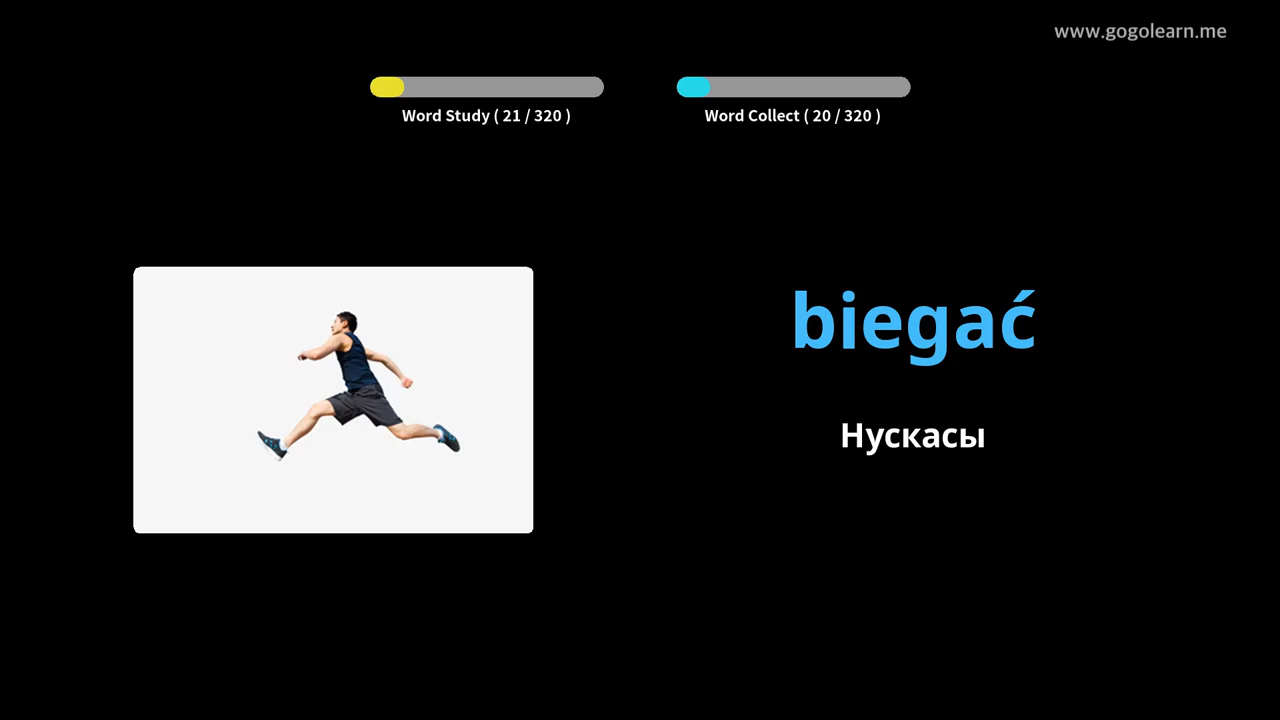 www.gogolearn.me
Word Study ( 21 / 320 )
Word Collect ( 20 / 320 )
biegać
Нускасы